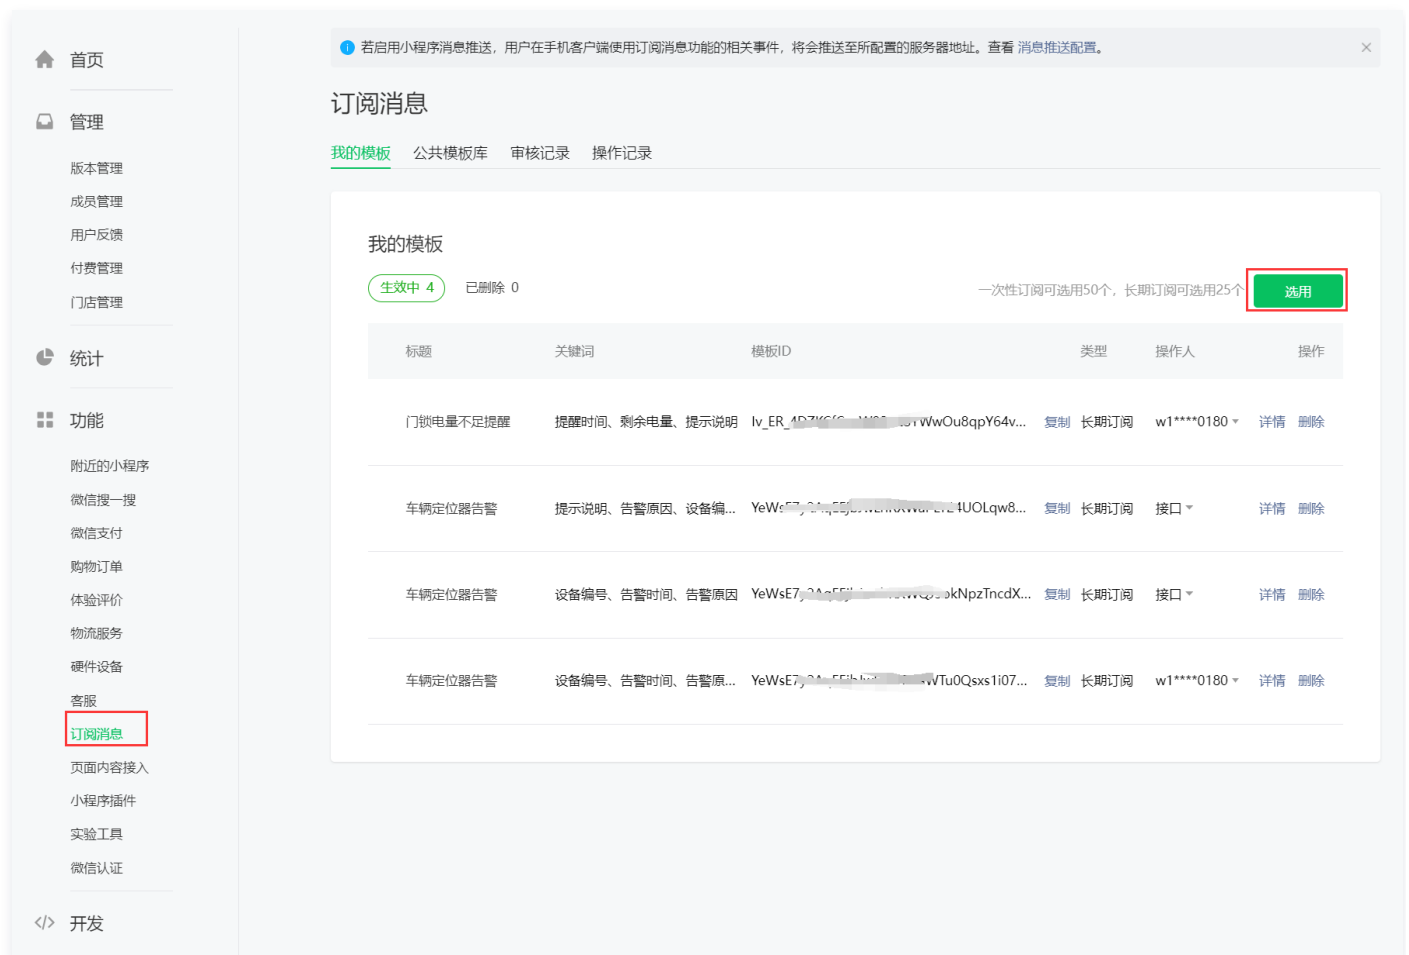 首页
管理
版本管理
成员管理
用户反馈
付费管理
门店管理
统计
功能
附近的小程序
微信搜一搜
微信支付
购物订单
体验评价
物流服务
硬件设备
客服
订阅消息
页面内容接入
小程序插件
实验工具
微信认证
开发
若启用小程序消息推送，用户在手机客户端使用订阅消息功能的相关事件，将会推送至所配置的服务器地址。查看 消息推送配置。
订阅消息
我的模板 公共模板库 审核记录 操作记录
我的模板
生效中 4 已删除 0 一次性订阅可选用50个，长期订阅可选用25个 选用
标题 关键词 模板ID 类型 操作人 操作
门锁电量不足提醒 提醒时间、剩余电量、提示说明 复制 长期订阅 w1****0180 详情 删除
车辆定位器告警 提示说明、告警原因、设备编... 复制 长期订阅 接口 详情 删除
车辆定位器告警 设备编号、告警时间、告警原因 复制 长期订阅 接口 详情 删除
车辆定位器告警 设备编号、告警时间、告警原... 复制 长期订阅 w1****0180 详情 删除